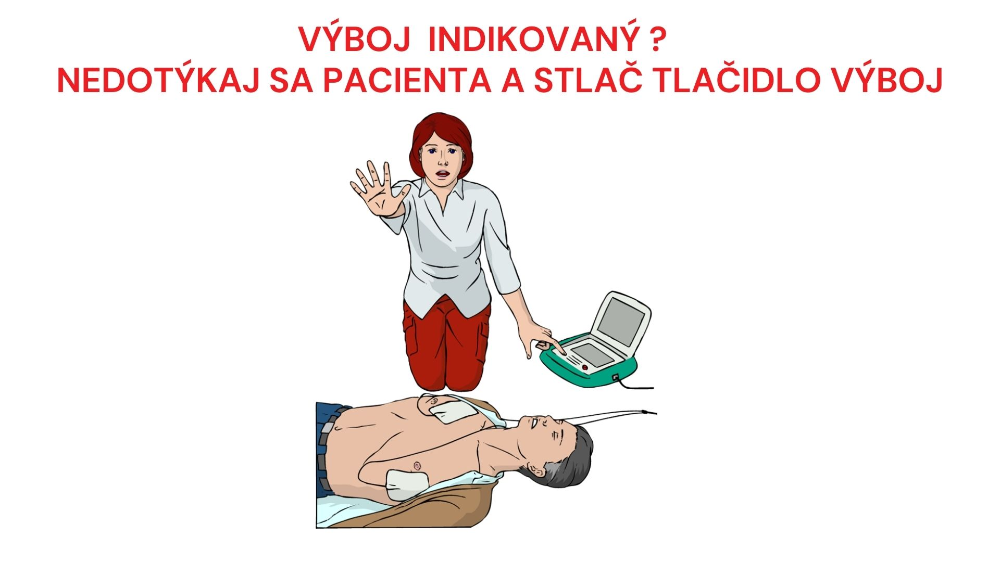 VÝBOJ INDIKOVANÝ ?
NEDOTÝKAJ SA PACIENTA A STLAČ TLAČIDLO VÝBOJ